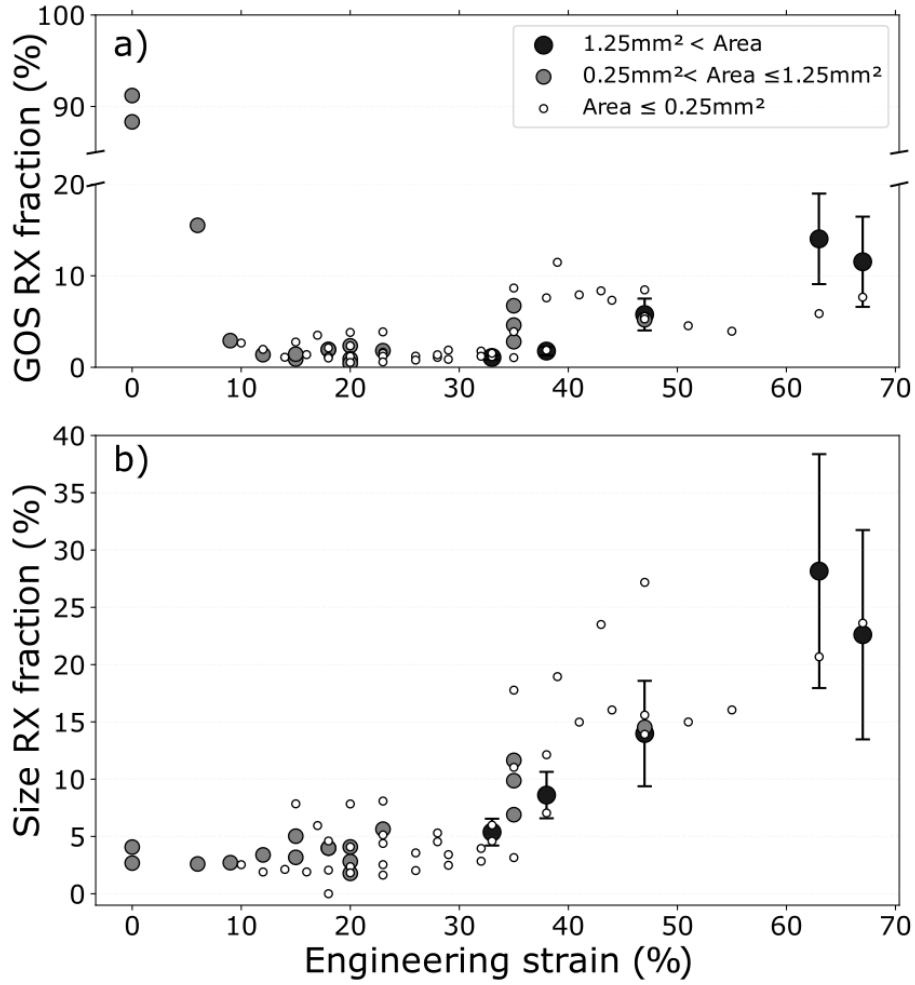 a)
1.25mm² < Area
0.25mm²< Area ≤1.25mm²
Area ≤ 0.25mm²
GOS RX fraction (%)
100
90
20
10
0
0 10 20 30 40 50 60 70
b)
Size RX fraction (%)
40
35
30
25
20
15
10
5
0
0 10 20 30 40 50 60 70
Engineering strain (%)